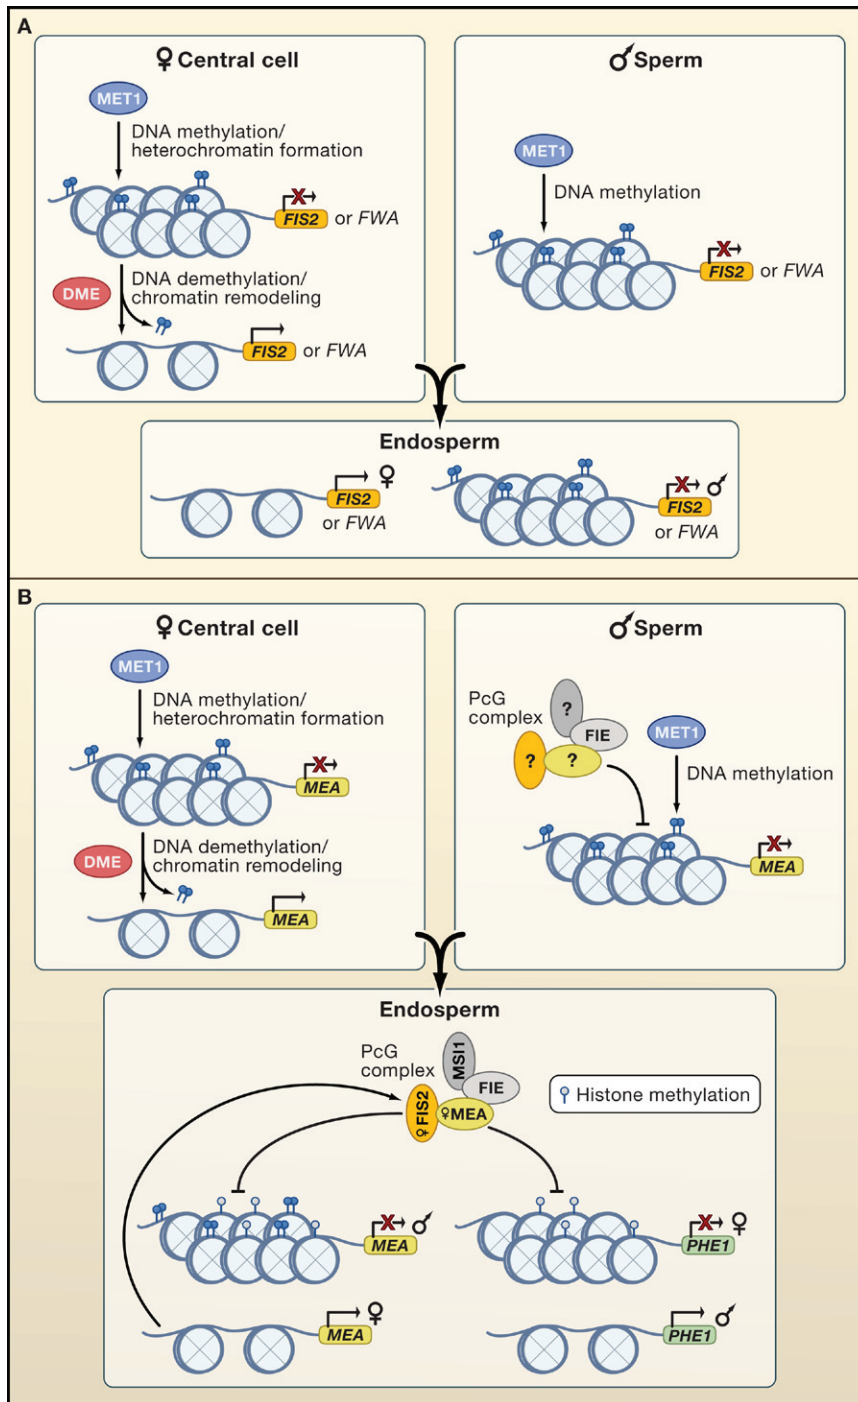 A
♀ Central cell
MET1
DNA methylation/
heterochromatin formation
X
FIS2 or FWA
DME
DNA demethylation/
chromatin remodeling
FIS2 or FWA
♂ Sperm
MET1
DNA methylation
X
FIS2 or FWA
Endosperm
♀
FIS2
or FWA
X ♂
FIS2
or FWA
B
♀ Central cell
MET1
DNA methylation/
heterochromatin formation
X
MEA
DME
DNA demethylation/
chromatin remodeling
MEA
♂ Sperm
PcG
complex
?
FIE
?
?
MET1
DNA methylation
X
MEA
Endosperm
PcG
complex
MSI1
FIE
♀FIS2
♀MEA
Histone methylation
X ♂
MEA
X ♀
PHE1
♀
MEA
♂
PHE1